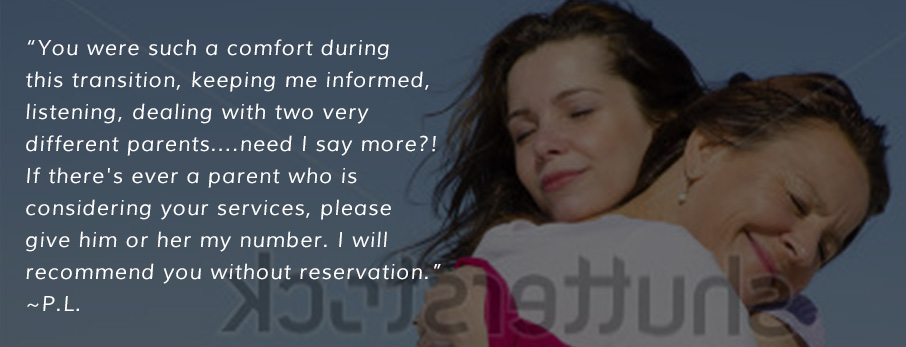 “You were such a comfort during
this transition, keeping me informed,
listening, dealing with two very
different parents....need I say more?!
If there's ever a parent who is
considering your services, please
give him or her my number. I will
recommend you without reservation.”
~P.L.
shutterstock